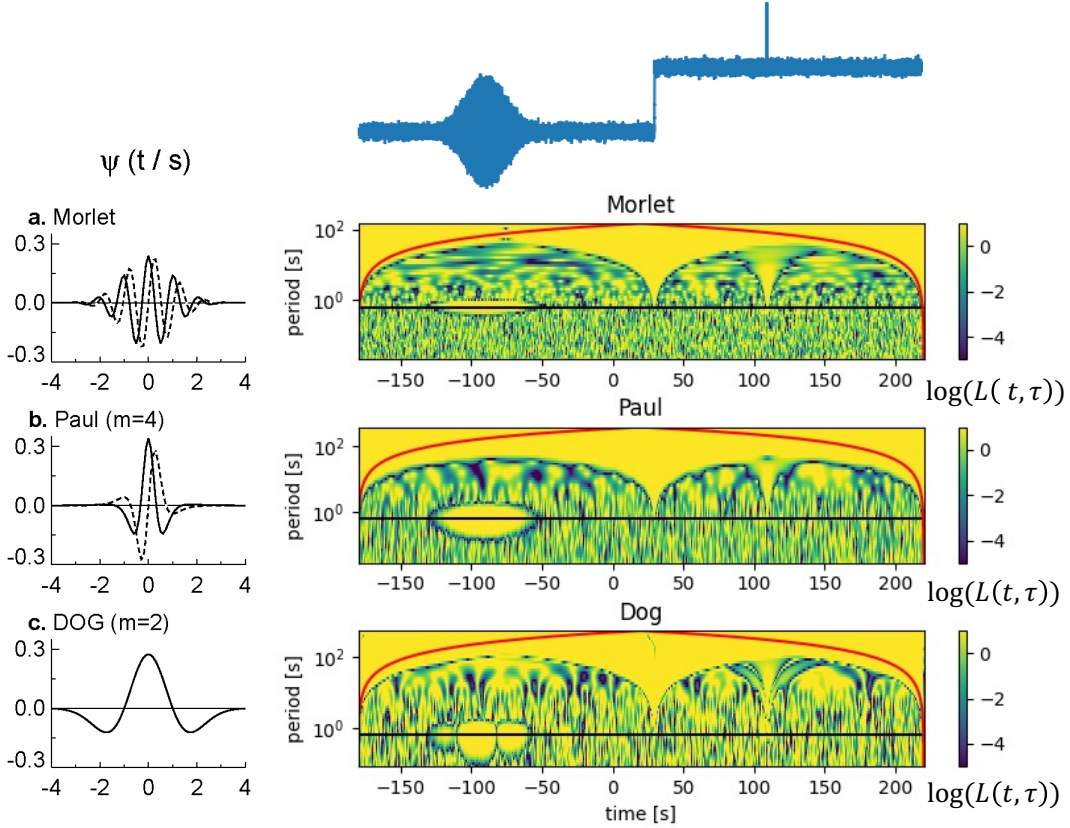 ψ (t / s)
a. Morlet
0.3
0.0
-0.3
-4 -2 0 2 4
Morlet
period [s]
10²
10⁰
−150 −100 −50 0 50 100 150 200
0
−2
−4
log(L( t, τ))
b. Paul (m=4)
0.3
0.0
-0.3
-4 -2 0 2 4
Paul
period [s]
10²
10⁰
−150 −100 −50 0 50 100 150 200
0
−2
−4
log(L(t, τ))
c. DOG (m=2)
0.3
0.0
-0.3
-4 -2 0 2 4
Dog
period [s]
10²
10⁰
−150 −100 −50 0 50 100 150 200
time [s]
0
−2
−4
log(L(t, τ))